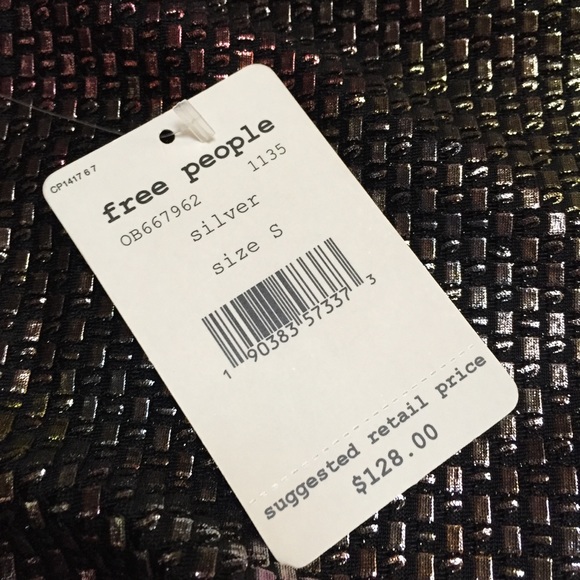 CP1417 6 7
free people
OB667962 1135
silver
size S
1 90383 57337 3
suggested retail price
$128.00